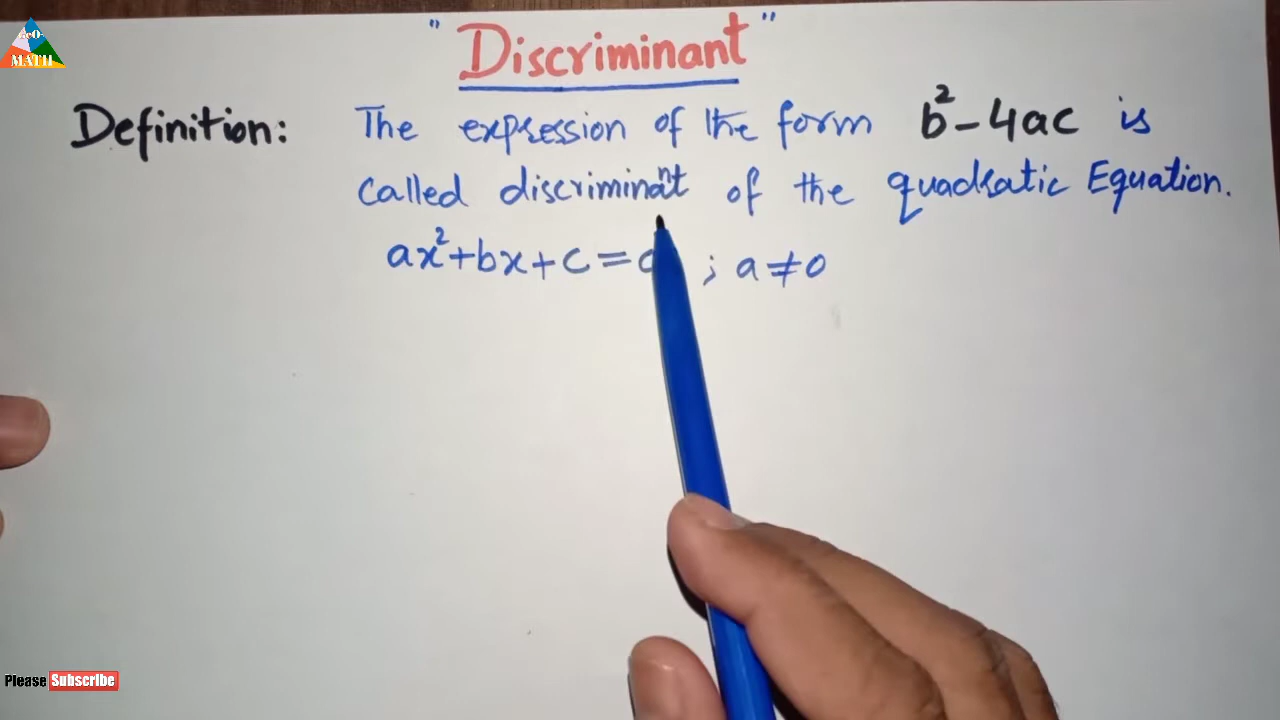 "Discriminant"
Definition: The expression of the form b²-4ac is
called discriminant of the quadratic Equation.
ax²+bx+c=0 ; a≠0
MATH
Please Subscribe